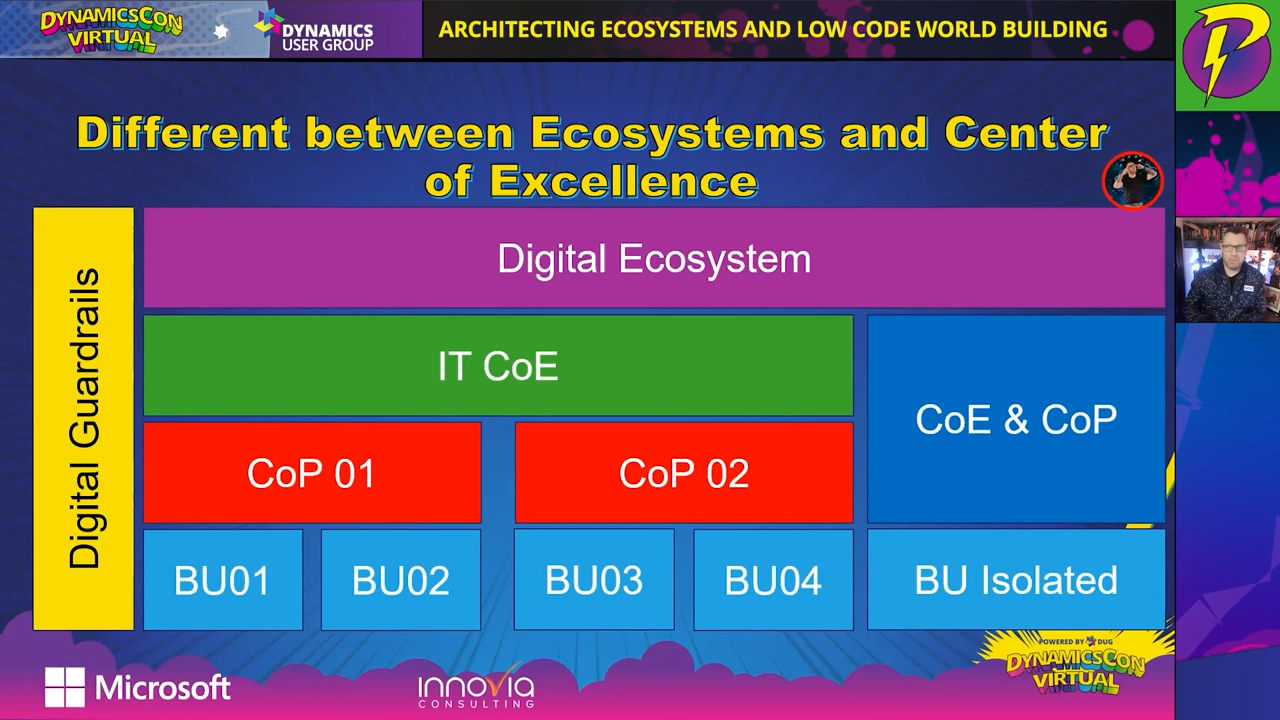 DYNAMICSCON
VIRTUAL
DYNAMICS
USER GROUP
ARCHITECTING ECOSYSTEMS AND LOW CODE WORLD BUILDING
P
Different between Ecosystems and Center
of Excellence
Digital Guardrails
Digital Ecosystem
IT CoE
CoE & CoP
CoP 01
CoP 02
BU01
BU02
BU03
BU04
BU Isolated
Microsoft
innovia
CONSULTING
POWERED BY DUG
DYNAMICSCON
VIRTUAL